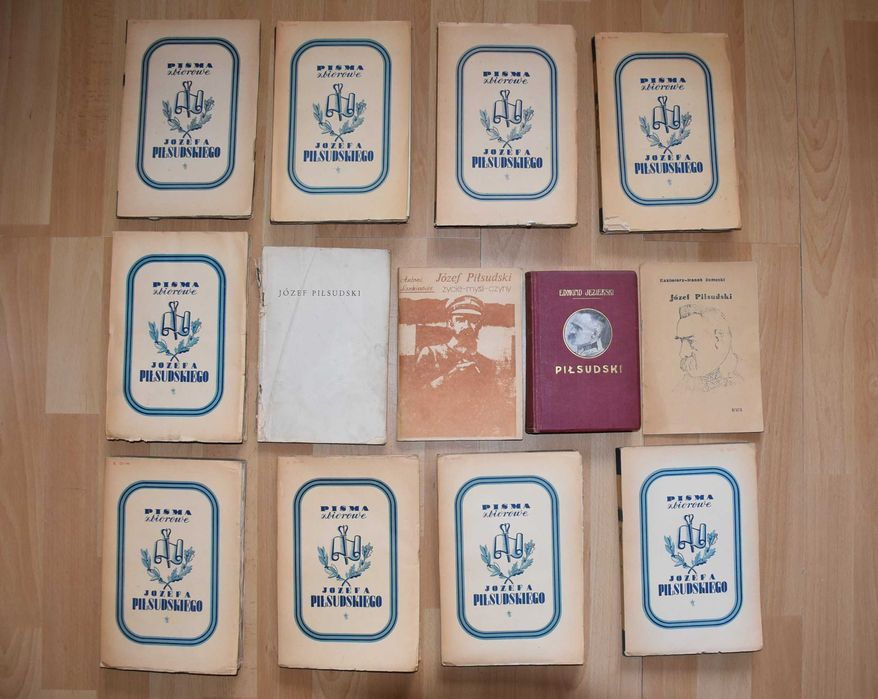 PISMA
zbiorowe
JÓZEFA
PIŁSUDSKIEGO
PISMA
zbiorowe
JÓZEFA
PIŁSUDSKIEGO
PISMA
zbiorowe
JÓZEFA
PIŁSUDSKIEGO
PISMA
zbiorowe
JÓZEFA
PIŁSUDSKIEGO
PISMA
zbiorowe
JÓZEFA
PIŁSUDSKIEGO
JÓZEF PIŁSUDSKI
Józef Piłsudski
życie-myśl-czyny
EDMUND JEZIERSKI
PIŁSUDSKI
Józef Piłsudski
PISMA
zbiorowe
JÓZEFA
PIŁSUDSKIEGO
PISMA
zbiorowe
JÓZEFA
PIŁSUDSKIEGO
PISMA
zbiorowe
JÓZEFA
PIŁSUDSKIEGO
PISMA
zbiorowe
JÓZEFA
PIŁSUDSKIEGO